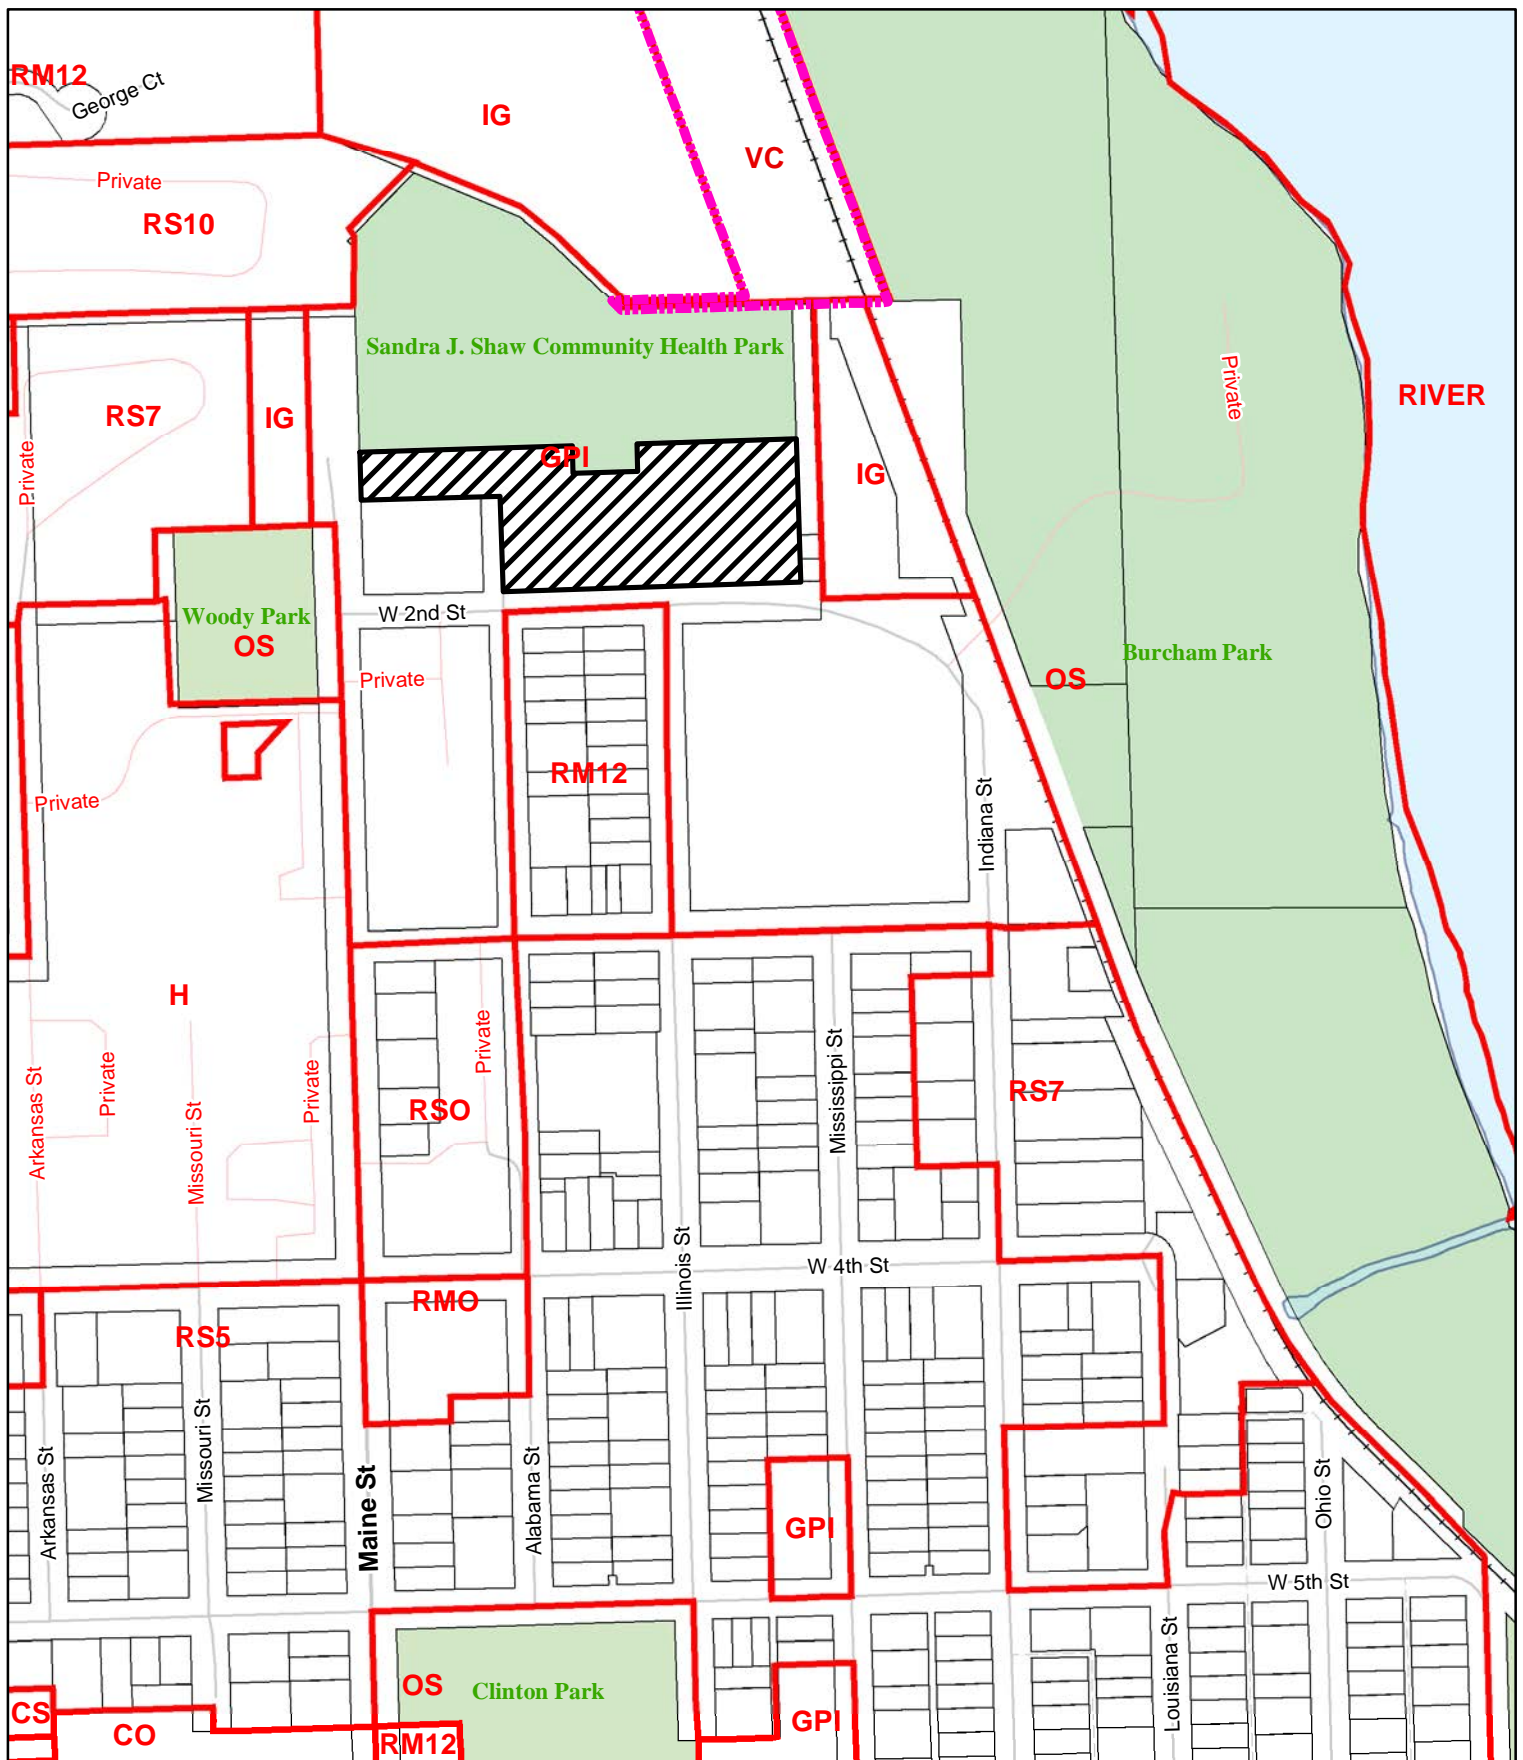 RM12
George Ct
IG
VC
Private
RS10
Sandra J. Shaw Community Health Park
RS7
IG
Private
RIVER
Private
GPI
IG
Woody Park
OS
W 2nd St
Private
Burcham Park
OS
RM12
Private
Indiana St
H
Private
Arkansas St
Private
Missouri St
Private
RSO
Mississippi St
RS7
Illinois St
W 4th St
RMO
RS5
Arkansas St
Missouri St
Maine St
Alabama St
GPI
Ohio St
W 5th St
Louisiana St
OS
Clinton Park
CS
CO
RM12
GPI